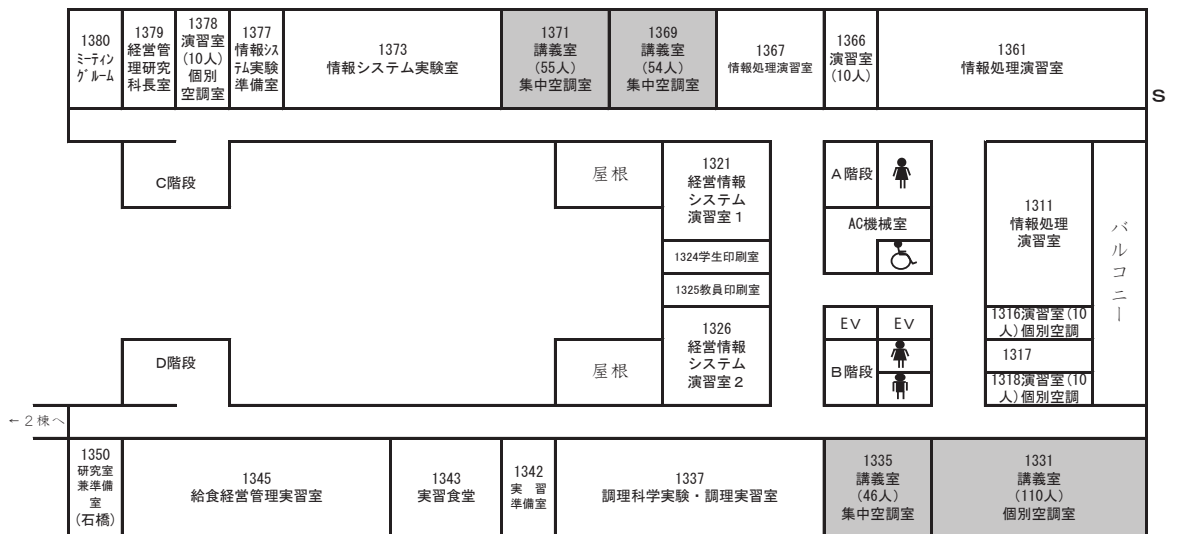 1380
ミーティン
グルーム
1379
経営管
理研究
科長室
1378
演習室
(10人)
個別
空調室
1377
情報シス
テム実験
準備室
1373
情報システム実験室
1371
講義室
(55人)
集中空調室
1369
講義室
(54人)
集中空調室
1367
情報処理演習室
1366
演習室
(10人)
1361
情報処理演習室
S
C階段
屋根
1321
経営情報
システム
演習室1
A階段
AC機械室
1311
情報処理
演習室
バルコニー
1324学生印刷室
1325教員印刷室
D階段
屋根
1326
経営情報
システム
演習室2
EV
EV
B階段
1316演習室(10
人)個別空調
1317
1318演習室(10
人)個別空調
←2棟へ
1350
研究室
兼準備
室
(石橋)
1345
給食経営管理実習室
1343
実習食堂
1342
実習
準備室
1337
調理科学実験・調理実習室
1335
講義室
(46人)
集中空調室
1331
講義室
(110人)
個別空調室